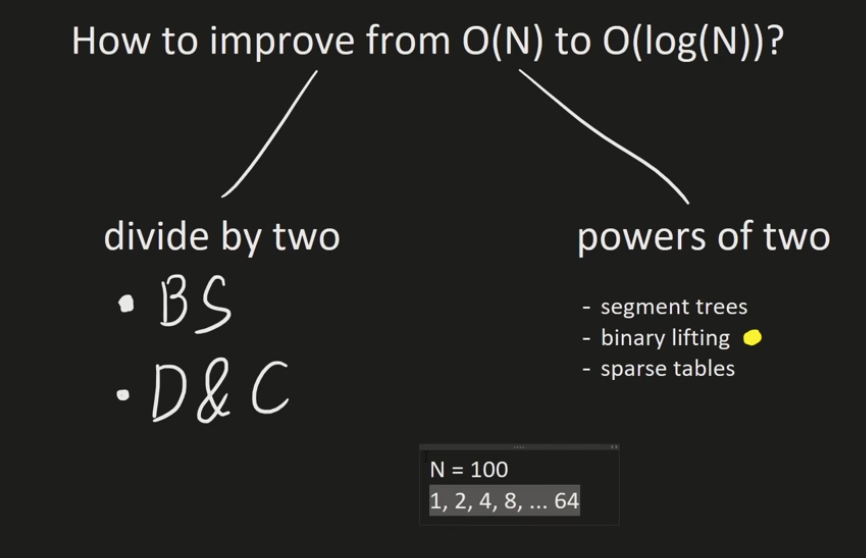 How to improve from O(N) to O(log(N))?
divide by two
• BS
• D&C
powers of two
- segment trees
- binary lifting
- sparse tables
N = 100
1, 2, 4, 8, ... 64